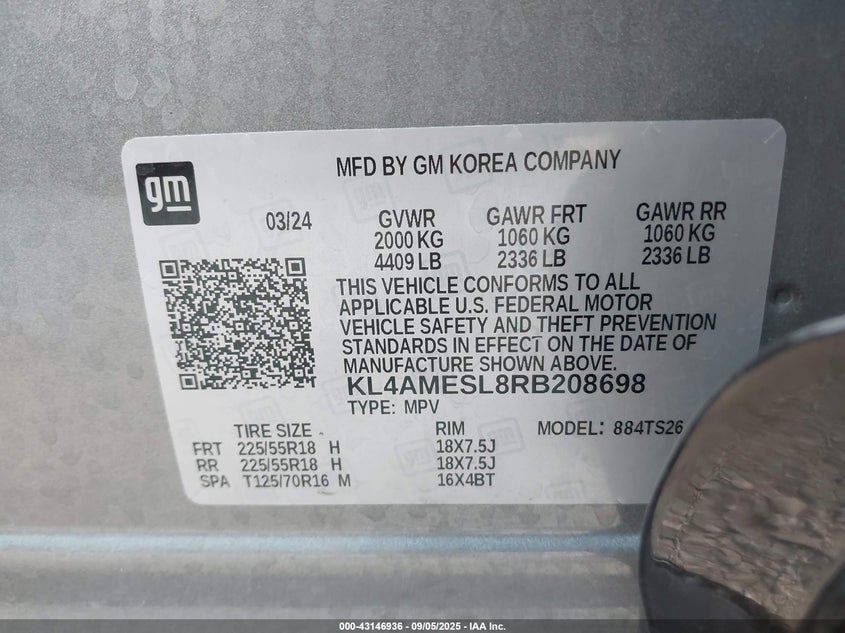 gm
MFD BY GM KOREA COMPANY
03/24
GVWR GAWR FRT GAWR RR
2000 KG 1060 KG 1060 KG
4409 LB 2336 LB 2336 LB
THIS VEHICLE CONFORMS TO ALL
APPLICABLE U.S. FEDERAL MOTOR
VEHICLE SAFETY AND THEFT PREVENTION
STANDARDS IN EFFECT ON THE DATE OF
MANUFACTURE SHOWN ABOVE.
KL4AMESL8RB208698
TYPE: MPV
TIRE SIZE RIM MODEL: 884TS26
FRT 225/55R18 H 18X7.5J
RR 225/55R18 H 18X7.5J
SPA T125/70R16 M 16X4BT
000-43146936 - 09/05/2025 - IAA Inc.